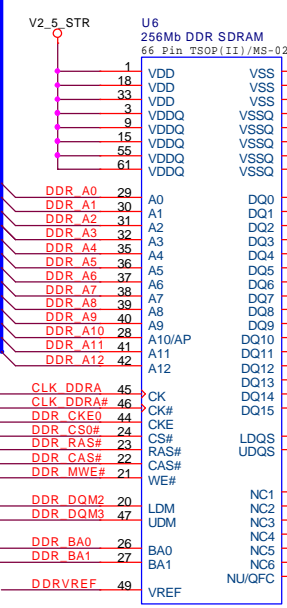 V2_5_STR U6
256Mb DDR SDRAM
66 Pin TSOP(II)/MS-02
1 VDD VSS
18 VDD VSS
33 VDD VSS
3 VDDQ VSSQ
9 VDDQ VSSQ
15 VDDQ VSSQ
55 VDDQ VSSQ
61 VDDQ VSSQ
DDR_A0 29 A0 DQ0
DDR_A1 30 A1 DQ1
DDR_A2 31 A2 DQ2
DDR_A3 32 A3 DQ3
DDR_A4 35 A4 DQ4
DDR_A5 36 A5 DQ5
DDR_A6 37 A6 DQ6
DDR_A7 38 A7 DQ7
DDR_A8 39 A8 DQ8
DDR_A9 40 A9 DQ9
DDR_A10 28 A10/AP DQ10
DDR_A11 41 A11 DQ11
DDR_A12 42 A12 DQ12
DQ13
CLK_DDRA 45 CK DQ14
CLK_DDRA# 46 CK# DQ15
DDR_CKE0 44 CKE
DDR_CS0# 24 CS# LDQS
DDR_RAS# 23 RAS# UDQS
DDR_CAS# 22 CAS#
DDR_MWE# 21 WE#
NC1
DDR_DQM2 20 LDM NC2
DDR_DQM3 47 UDM NC3
NC4
DDR_BA0 26 BA0 NC5
DDR_BA1 27 BA1 NC6
NU/QFC
DDRVREF 49 VREF